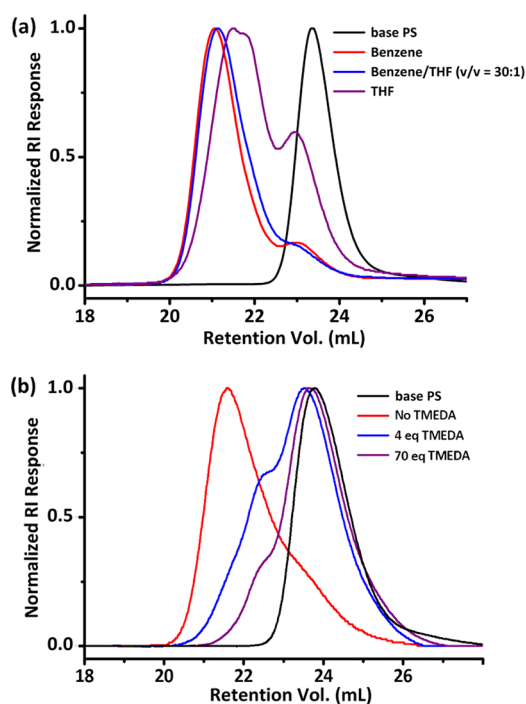 (a)
base PS
Benzene
Benzene/THF (v/v = 30:1)
THF
Normalized RI Response
1.0
0.5
0.0
18 20 22 24 26
Retention Vol. (mL)
(b)
base PS
No TMEDA
4 eq TMEDA
70 eq TMEDA
Normalized RI Response
1.0
0.5
0.0
18 20 22 24 26
Retention Vol. (mL)